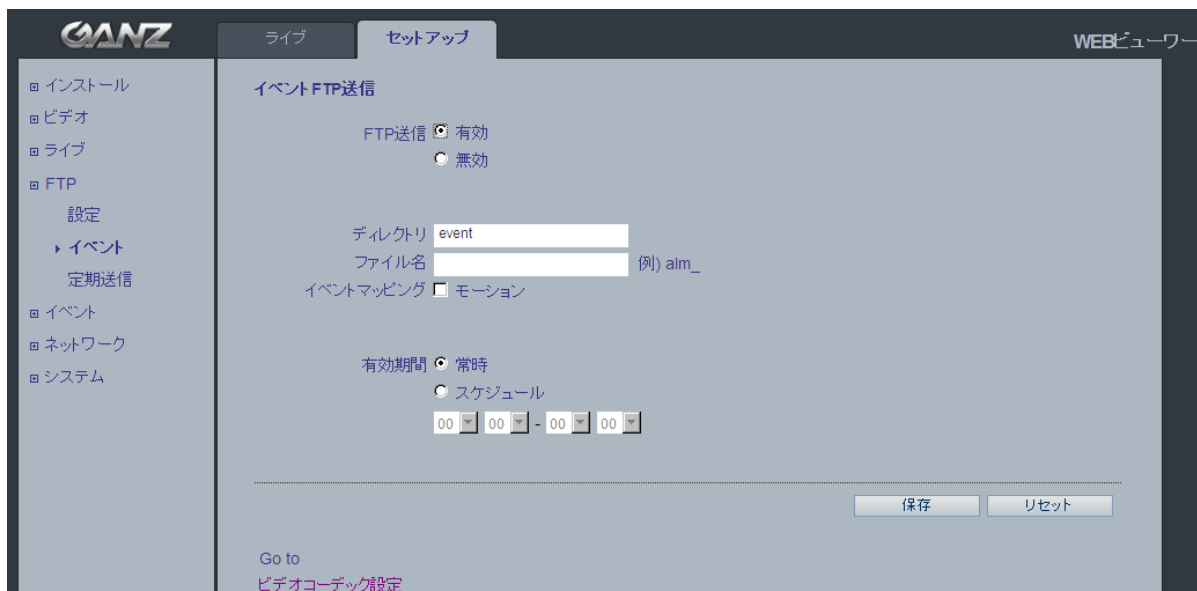 GANZ
ライブ
セットアップ
WEBビューワー
インストール
ビデオ
ライブ
FTP
設定
イベント
定期送信
イベント
ネットワーク
システム
イベントFTP送信
FTP送信 有効
無効
ディレクトリ event
ファイル名 例) alm_
イベントマッピング モーション
有効期間 常時
スケジュール
00 00 - 00 00
保存 リセット
Go to
ビデオコーデック設定